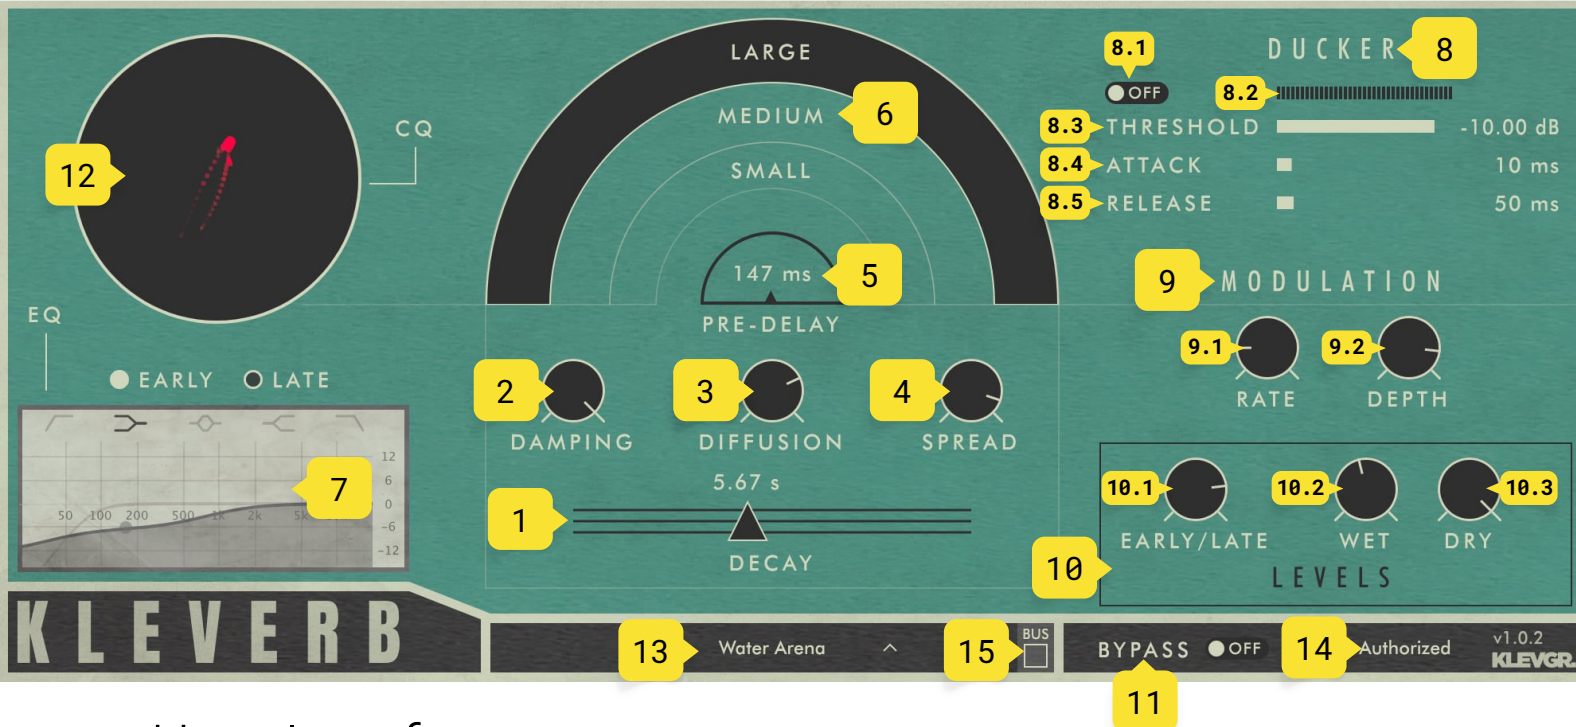 LARGE
DUCKER
8
8.1
OFF
8.2
MEDIUM
6
8.3
THRESHOLD
-10.00 dB
CQ
12
SMALL
8.4
ATTACK
10 ms
8.5
RELEASE
50 ms
147 ms
5
9
MODULATION
EQ
PRE-DELAY
9.1
9.2
EARLY
LATE
2
3
4
RATE
DEPTH
DAMPING
DIFFUSION
SPREAD
12
6
7
0
50 100 200 500 1k 2k 5k
-6
-12
5.67 s
1
DECAY
10.1
10.2
10.3
EARLY/LATE
WET
DRY
10
LEVELS
KLEVERB
13
Water Arena
15
BUS
BYPASS
OFF
14
Authorized
v1.0.2
KLEVGR.
11